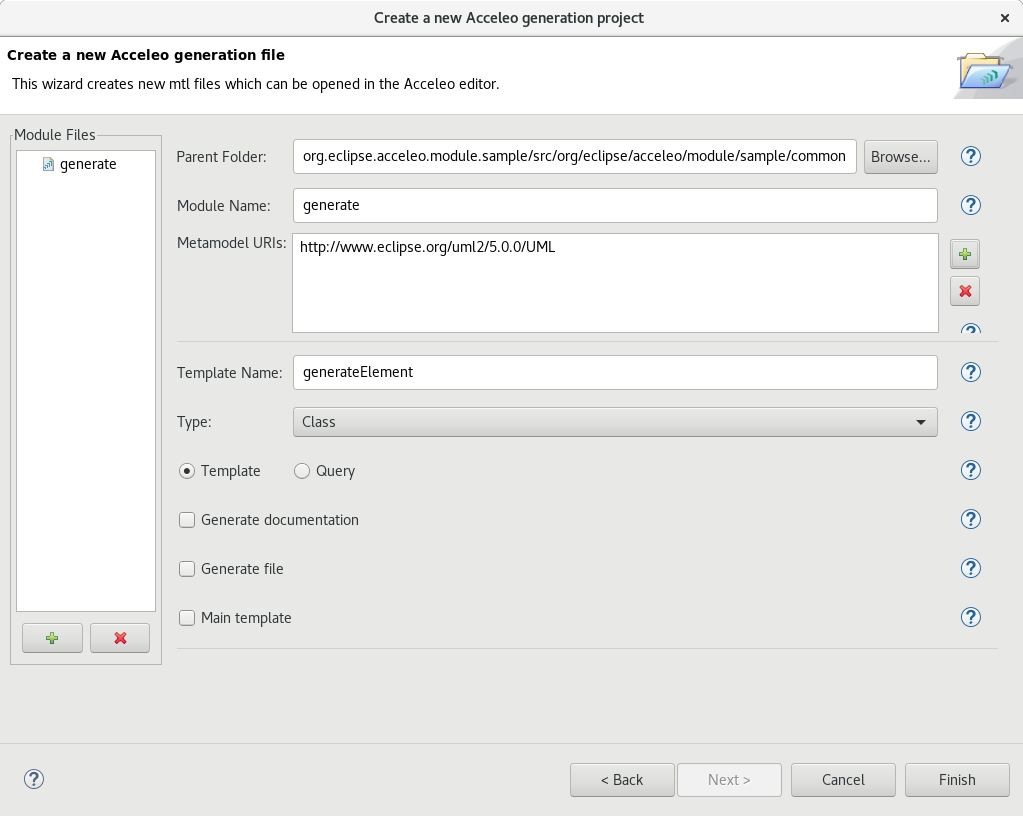 Create a new Acceleo generation project
Create a new Acceleo generation file
This wizard creates new mtl files which can be opened in the Acceleo editor.
Module Files
generate
Parent Folder: org.eclipse.acceleo.module.sample/src/org/eclipse/acceleo/module/sample/common Browse...
Module Name: generate
Metamodel URIs: http://www.eclipse.org/uml2/5.0.0/UML
Template Name: generateElement
Type: Class
Template Query
Generate documentation
Generate file
Main template
< Back Next > Cancel Finish